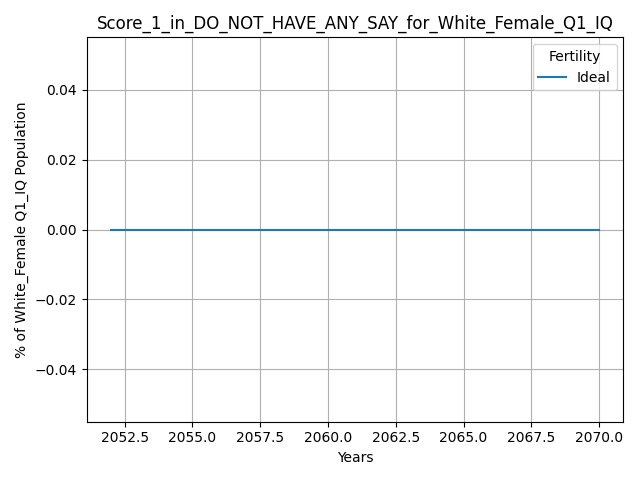 Score_1_in_DO_NOT_HAVE_ANY_SAY_for_White_Female_Q1_IQ
Fertility
Ideal
% of White_Female Q1_IQ Population
0.04
0.02
0.00
−0.02
−0.04
2052.5 2055.0 2057.5 2060.0 2062.5 2065.0 2067.5 2070.0
Years